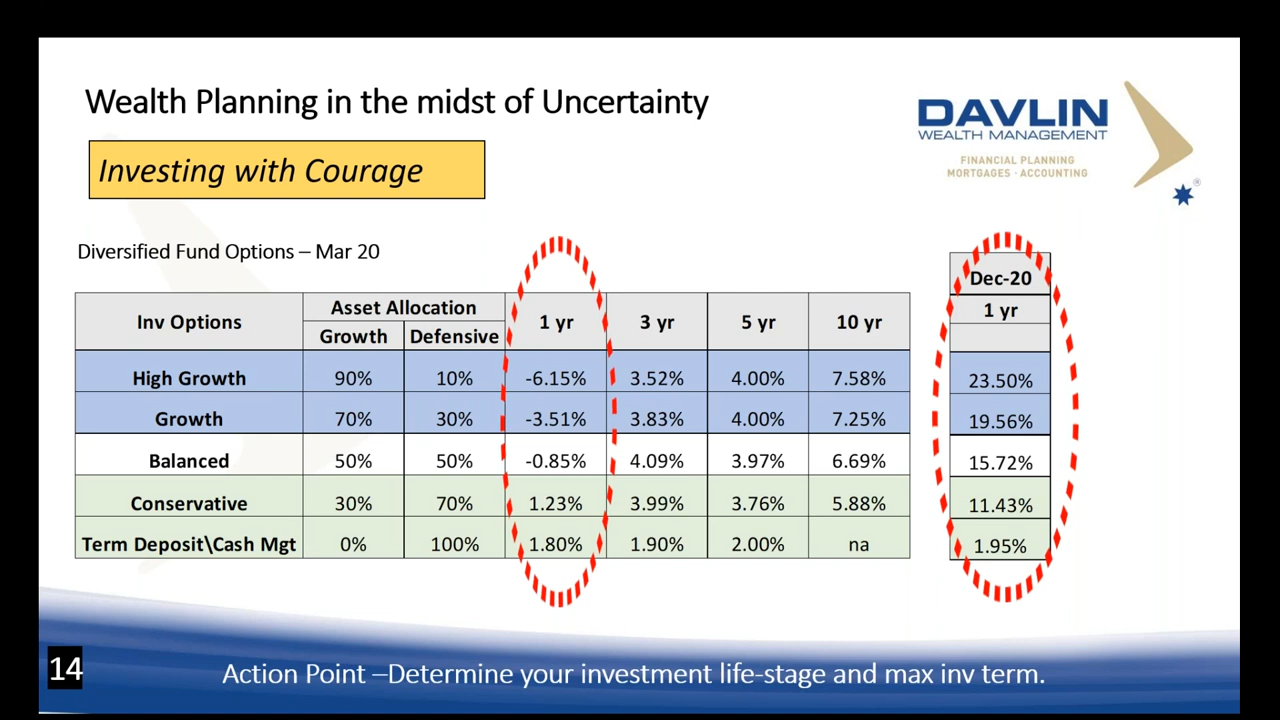 Wealth Planning in the midst of Uncertainty
Investing with Courage
DAVLIN
WEALTH MANAGEMENT
FINANCIAL PLANNING
MORTGAGES · ACCOUNTING
®
Diversified Fund Options – Mar 20
Inv Options Asset Allocation 1 yr 3 yr 5 yr 10 yr
Growth Defensive
High Growth 90% 10% -6.15% 3.52% 4.00% 7.58%
Growth 70% 30% -3.51% 3.83% 4.00% 7.25%
Balanced 50% 50% -0.85% 4.09% 3.97% 6.69%
Conservative 30% 70% 1.23% 3.99% 3.76% 5.88%
Term Deposit\Cash Mgt 0% 100% 1.80% 1.90% 2.00% na
Dec-20
1 yr
23.50%
19.56%
15.72%
11.43%
1.95%
14
Action Point –Determine your investment life-stage and max inv term.